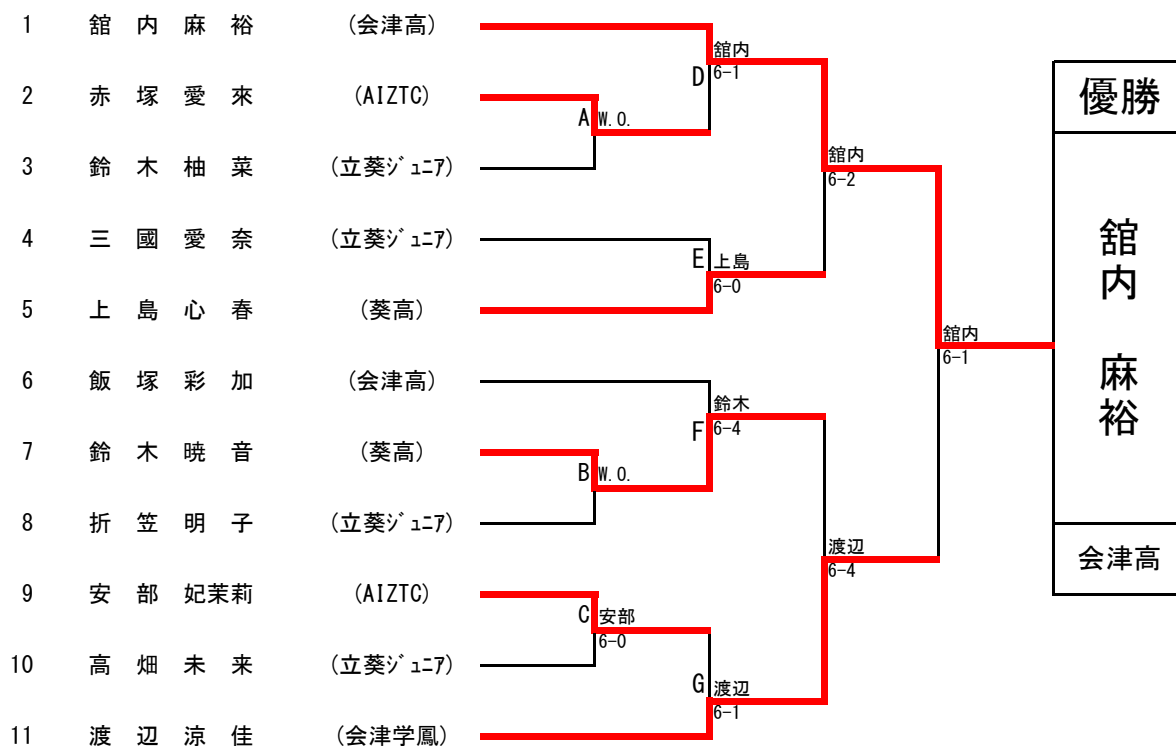 1 舘 内 麻 裕 (会津高)
舘内
D 6-1
2 赤 塚 愛 來 (AIZTC)
A W.O.
3 鈴 木 柚 菜 (立葵ジュニア)
舘内
6-2
4 三 國 愛 奈 (立葵ジュニア)
E 上島
6-0
5 上 島 心 春 (葵高)
舘内
6-1
6 飯 塚 彩 加 (会津高)
鈴木
F 6-4
7 鈴 木 暁 音 (葵高)
B W.O.
8 折 笠 明 子 (立葵ジュニア)
渡辺
6-4
9 安 部 妃茉莉 (AIZTC)
C 安部
6-0
10 高 畑 未 来 (立葵ジュニア)
G 渡辺
6-1
11 渡 辺 涼 佳 (会津学鳳)
優勝
舘内 麻裕
会津高